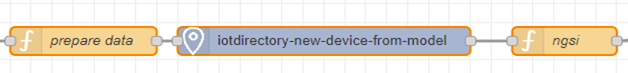 prepare data
iotdirectory-new-device-from-model
ngsi